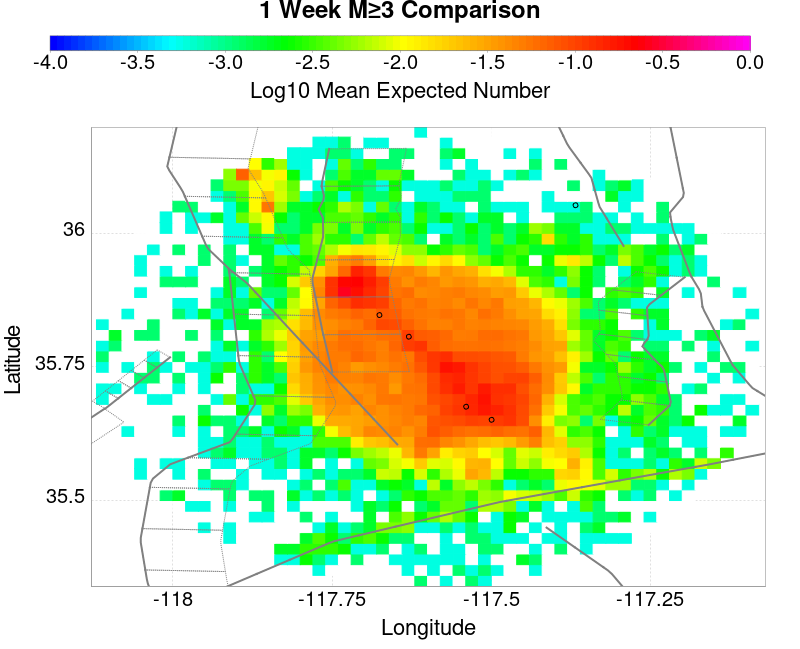 1 Week M≥3 Comparison
-4.0 -3.5 -3.0 -2.5 -2.0 -1.5 -1.0 -0.5 0.0
Log10 Mean Expected Number
36
35.75
35.5
Latitude
-118 -117.75 -117.5 -117.25
Longitude